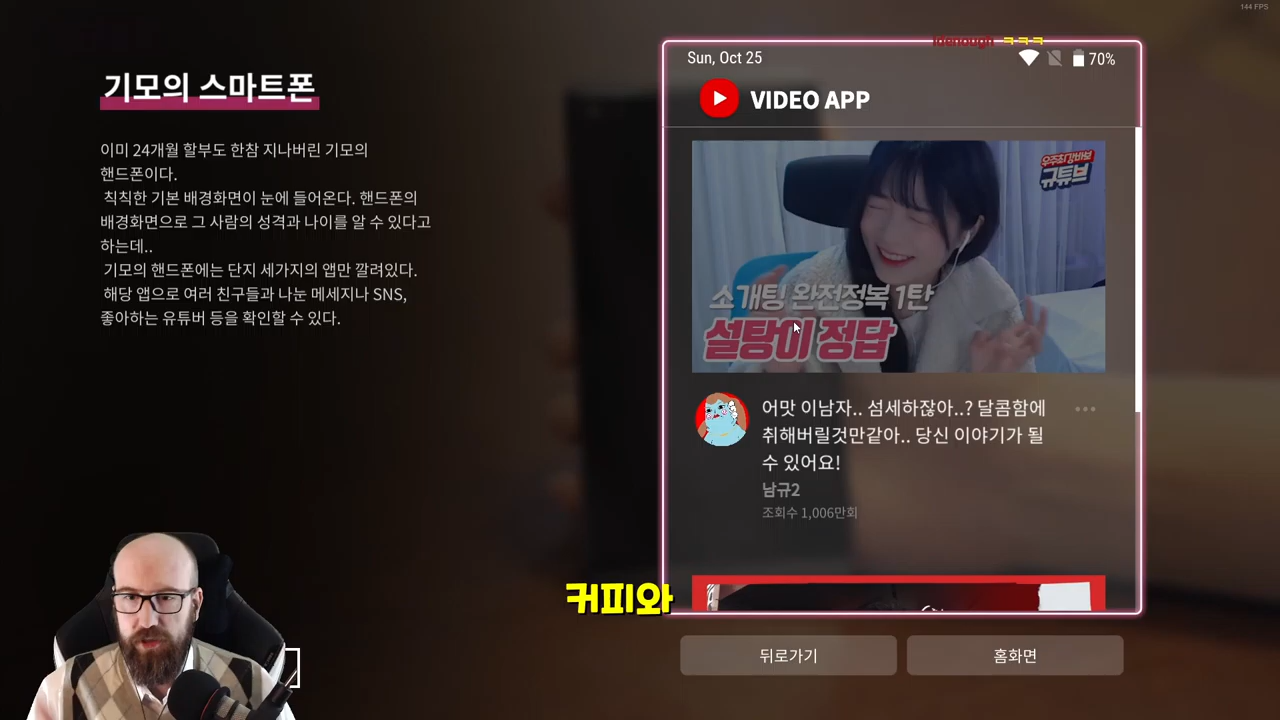 144 FPS
ㅋㅋㅋ
Sun, Oct 25
70%
VIDEO APP
기모의 스마트폰
이미 24개월 할부도 한참 지나버린 기모의
핸드폰이다.
칙칙한 기본 배경화면이 눈에 들어온다. 핸드폰의
배경화면으로 그 사람의 성격과 나이를 알 수 있다고
하는데..
기모의 핸드폰에는 단지 세가지의 앱만 깔려있다.
해당 앱으로 여러 친구들과 나눈 메세지나 SNS,
좋아하는 유튜버 등을 확인할 수 있다.
우주최강바보
규튜브
소개팅 완전정복 1탄
설탕이 정답
어맛 이남자.. 섬세하잖아..? 달콤함에
취해버릴것만같아.. 당신 이야기가 될
수 있어요!
남규2
조회수 1,006만회
커피와
뒤로가기
홈화면